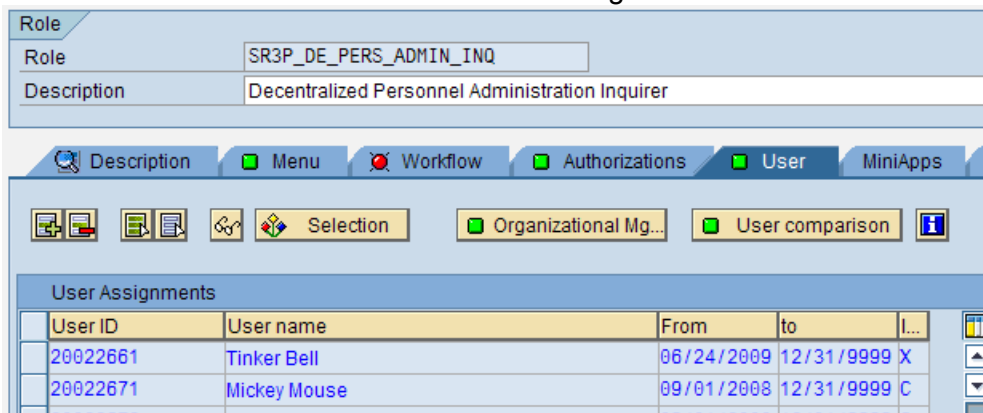 Role
Role SR3P_DE_PERS_ADMIN_INQ
Description Decentralized Personnel Administration Inquirer
Description Menu Workflow Authorizations User MiniApps
Selection Organizational Mg... User comparison
User Assignments
User ID User name From to I...
20022661 Tinker Bell 06/24/2009 12/31/9999 X
20022671 Mickey Mouse 09/01/2008 12/31/9999 C